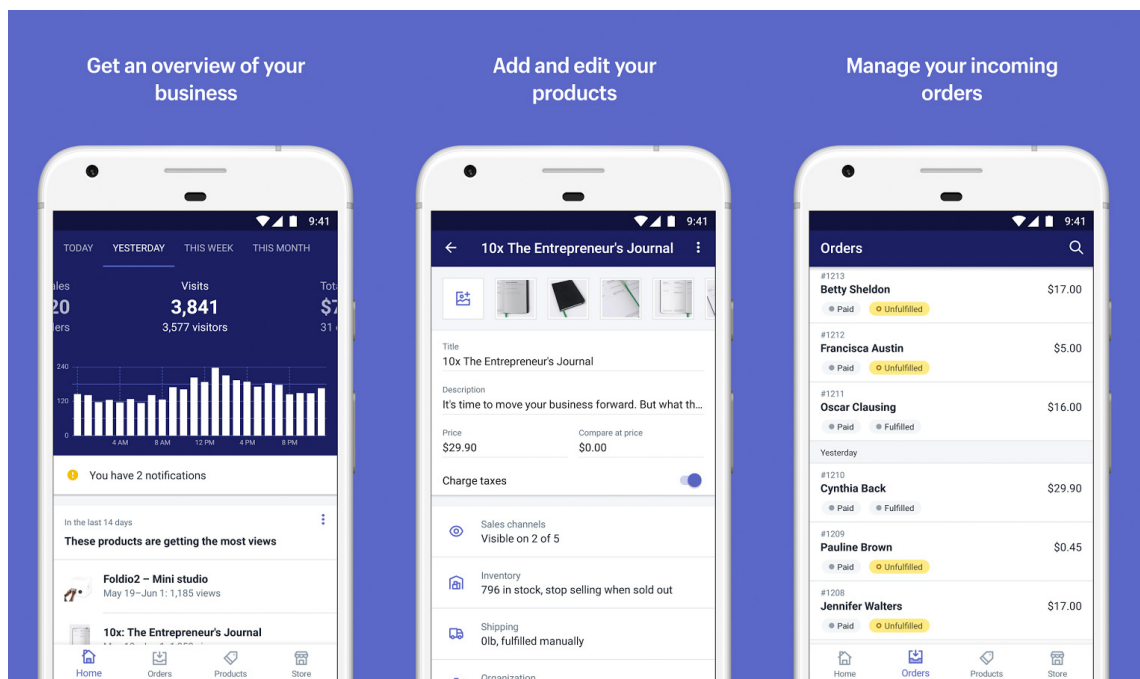 Get an overview of your
business
9:41
TODAY YESTERDAY THIS WEEK THIS MONTH
Visits
3,841
3,577 visitors
20
$7
31
240
120
0
4 AM 8 AM 12 PM 4 PM 8 PM
You have 2 notifications
In the last 14 days
These products are getting the most views
Foldio2 – Mini studio
May 19–Jun 1: 1,185 views
10x: The Entrepreneur's Journal
Home Orders Products Store
Add and edit your
products
9:41
10x The Entrepreneur's Journal
Title
10x The Entrepreneur's Journal
Description
It's time to move your business forward. But what th...
Price Compare at price
$29.90 $0.00
Charge taxes
Sales channels
Visible on 2 of 5
Inventory
796 in stock, stop selling when sold out
Shipping
0lb, fulfilled manually
Organization
Manage your incoming
orders
9:41
Orders
#1213
Betty Sheldon $17.00
Paid Unfulfilled
#1212
Francisca Austin $5.00
Paid Unfulfilled
#1211
Oscar Clausing $16.00
Paid Fulfilled
Yesterday
#1210
Cynthia Back $29.90
Paid Fulfilled
#1209
Pauline Brown $0.45
Paid Unfulfilled
#1208
Jennifer Walters $17.00
Paid Unfulfilled
Home Orders Products Store